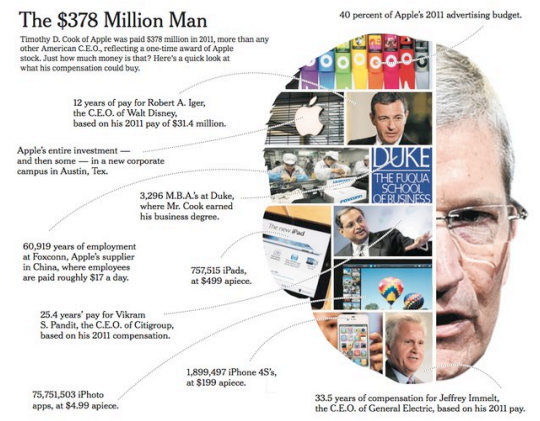 The $378 Million Man
Timothy D. Cook of Apple was paid $378 million in 2011, more than any
other American C.E.O., reflecting a one-time award of Apple
stock. Just how much money is that? Here's a quick look at
what his compensation could buy.
40 percent of Apple's 2011 advertising budget.
12 years of pay for Robert A. Iger,
the C.E.O. of Walt Disney,
based on his 2011 pay of $31.4 million.
Apple's entire investment —
and then some — in a new corporate
campus in Austin, Tex.
DUKE
THE FUQUA
SCHOOL
OF BUSINESS
3,296 M.B.A.'s at Duke,
where Mr. Cook earned
his business degree.
The new iPad
60,919 years of employment
at Foxconn, Apple's supplier
in China, where employees
are paid roughly $17 a day.
757,515 iPads,
at $499 apiece.
25.4 years' pay for Vikram
S. Pandit, the C.E.O. of Citigroup,
based on his 2011 compensation.
1,899,497 iPhone 4S's,
at $199 apiece.
75,751,503 iPhoto
apps, at $4.99 apiece.
33.5 years of compensation for Jeffrey Immelt,
the C.E.O. of General Electric, based on his 2011 pay.